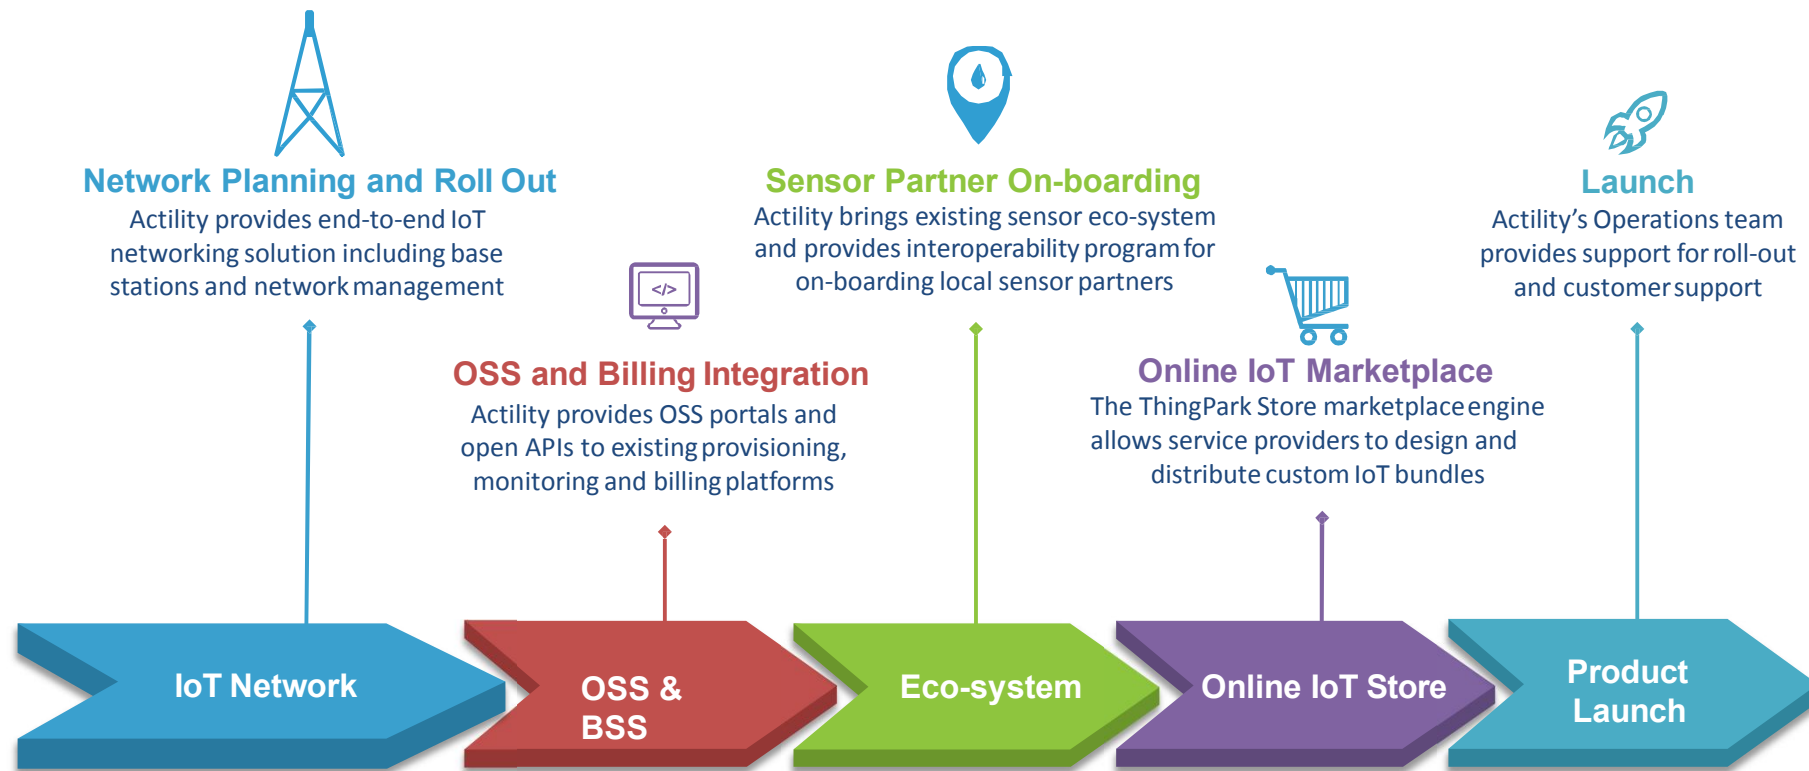 Network Planning and Roll Out
Actility provides end-to-end IoT
networking solution including base
stations and network management
</>
OSS and Billing Integration
Actility provides OSS portals and
open APIs to existing provisioning,
monitoring and billing platforms
Sensor Partner On-boarding
Actility brings existing sensor eco-system
and provides interoperability program for
on-boarding local sensor partners
Online IoT Marketplace
The ThingPark Store marketplace engine
allows service providers to design and
distribute custom IoT bundles
Launch
Actility’s Operations team
provides support for roll-out
and customer support
IoT Network
OSS &
BSS
Eco-system
Online IoT Store
Product
Launch